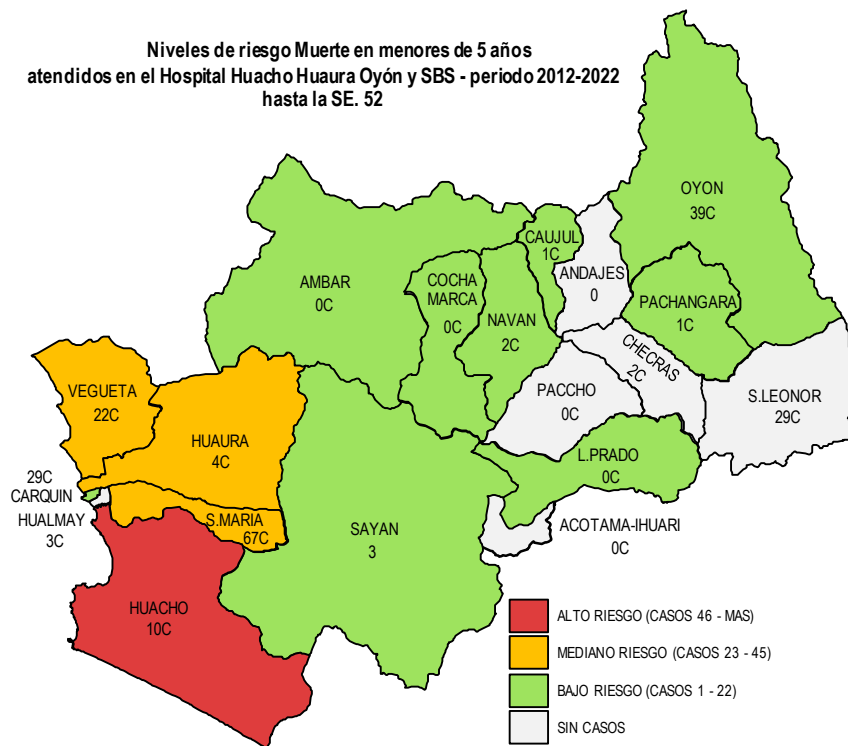 Niveles de riesgo Muerte en menores de 5 años
atendidos en el Hospital Huacho Huaura Oyón y SBS - periodo 2012-2022
hasta la SE. 52
OYON
39C
CAUJUL
1C
ANDAJES
0
AMBAR
0C
COCHA
MARCA
0C
NAVAN
2C
PACHANGARA
1C
CHECRAS
2C
VEGUETA
22C
PACCHO
0C
S.LEONOR
29C
HUAURA
4C
L.PRADO
0C
29C
CARQUIN
HUALMAY
3C
S.MARIA
67C
SAYAN
3
ACOTAMA-IHUARI
0C
HUACHO
10C
ALTO RIESGO (CASOS 46 - MAS)
MEDIANO RIESGO (CASOS 23 - 45)
BAJO RIESGO (CASOS 1 - 22)
SIN CASOS